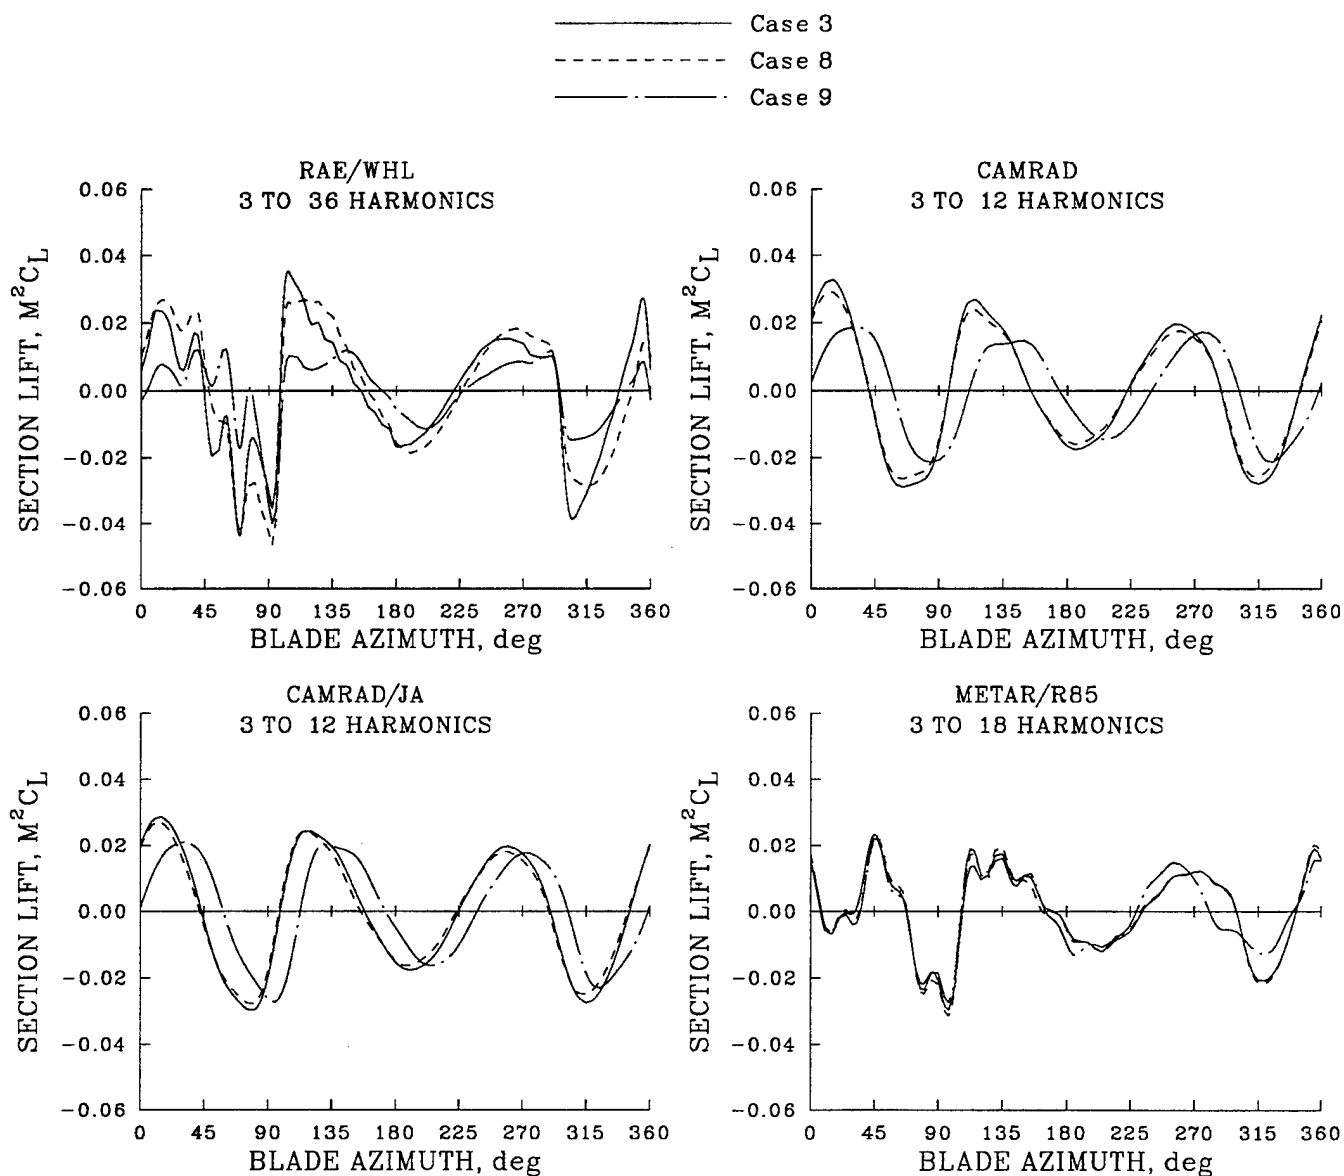 Case 3
Case 8
Case 9
RAE/WHL
3 TO 36 HARMONICS
0.06
0.04
0.02
0.00
-0.02
-0.04
-0.06
SECTION LIFT, M²C_L
0 45 90 135 180 225 270 315 360
BLADE AZIMUTH, deg
CAMRAD
3 TO 12 HARMONICS
0.06
0.04
0.02
0.00
-0.02
-0.04
-0.06
SECTION LIFT, M²C_L
0 45 90 135 180 225 270 315 360
BLADE AZIMUTH, deg
CAMRAD/JA
3 TO 12 HARMONICS
0.06
0.04
0.02
0.00
-0.02
-0.04
-0.06
SECTION LIFT, M²C_L
0 45 90 135 180 225 270 315 360
BLADE AZIMUTH, deg
METAR/R85
3 TO 18 HARMONICS
0.06
0.04
0.02
0.00
-0.02
-0.04
-0.06
SECTION LIFT, M²C_L
0 45 90 135 180 225 270 315 360
BLADE AZIMUTH, deg